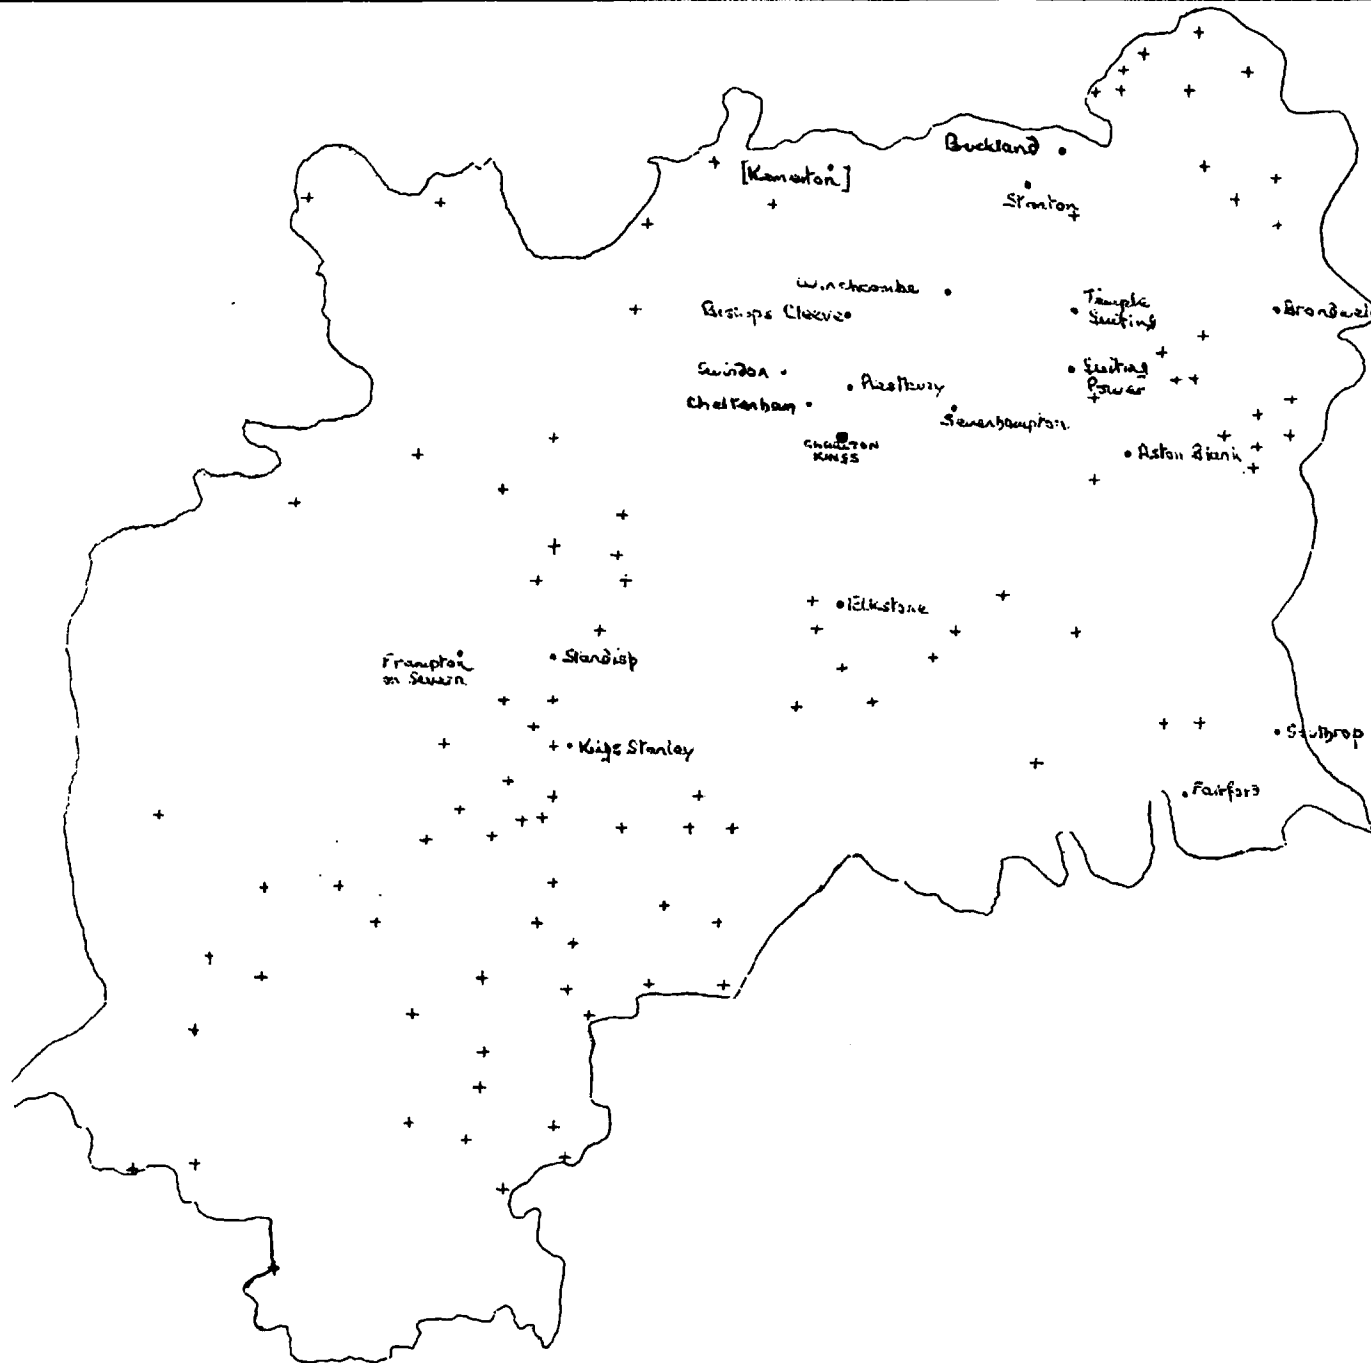 Buckland
[Kemerton]
Stanton
Winchcombe
Temple
Guiting
Bishops Cleeve
Guiting
Power
Swindon
Prestbury
Cheltenham
Sevenhampton
CHARLTON
KINGS
Aston Blank
Elkstone
Frampton
on Severn
Standish
Kings Stanley
Southrop
Fairford